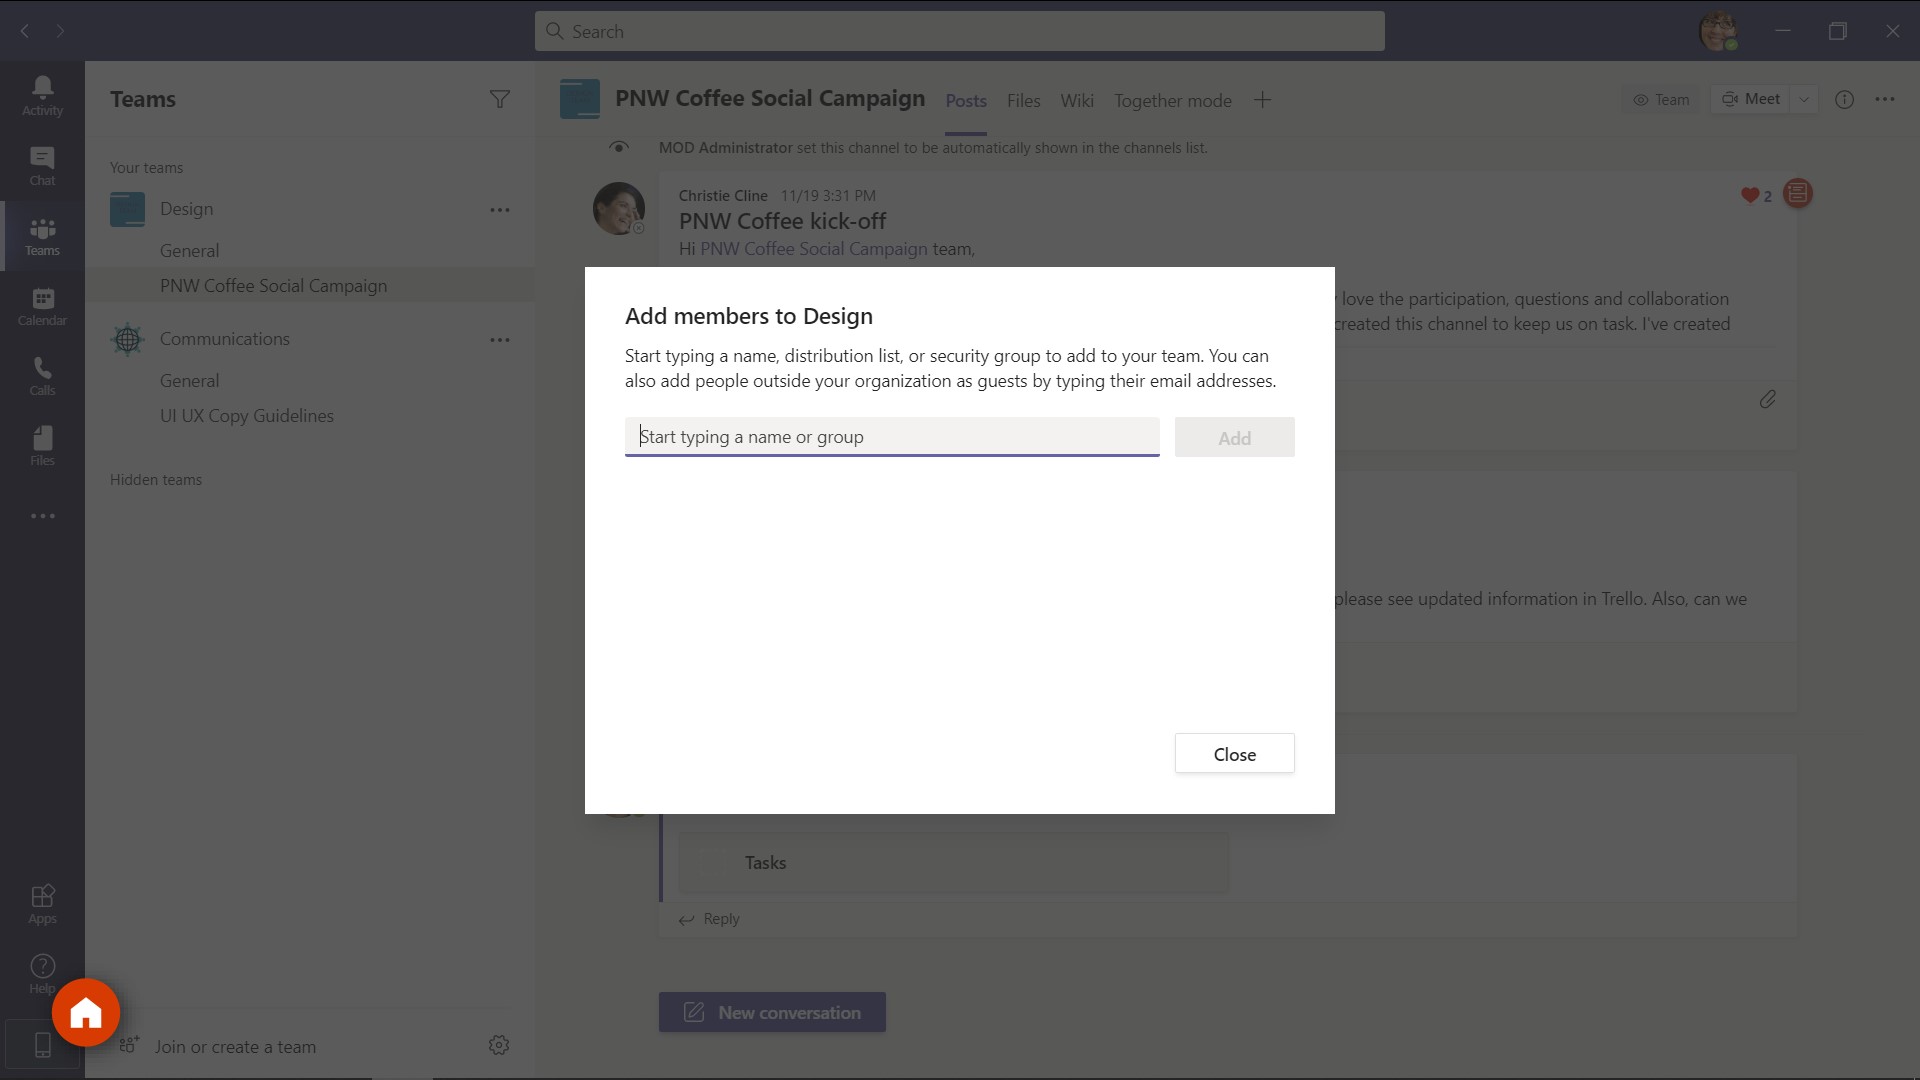 Search
Activity
Chat
Teams
Calendar
Calls
Files
Apps
Help
Teams
Your teams
Design
General
PNW Coffee Social Campaign
Communications
General
UI UX Copy Guidelines
Hidden teams
Join or create a team
PNW Coffee Social Campaign Posts Files Wiki Together mode
Team Meet
MOD Administrator set this channel to be automatically shown in the channels list.
Christie Cline 11/19 3:31 PM
2
PNW Coffee kick-off
Hi PNW Coffee Social Campaign team,
love the participation, questions and collaboration
created this channel to keep us on task. I've created
Add members to Design
Start typing a name, distribution list, or security group to add to your team. You can
also add people outside your organization as guests by typing their email addresses.
Start typing a name or group
Add
please see updated information in Trello. Also, can we
Close
Tasks
Reply
New conversation